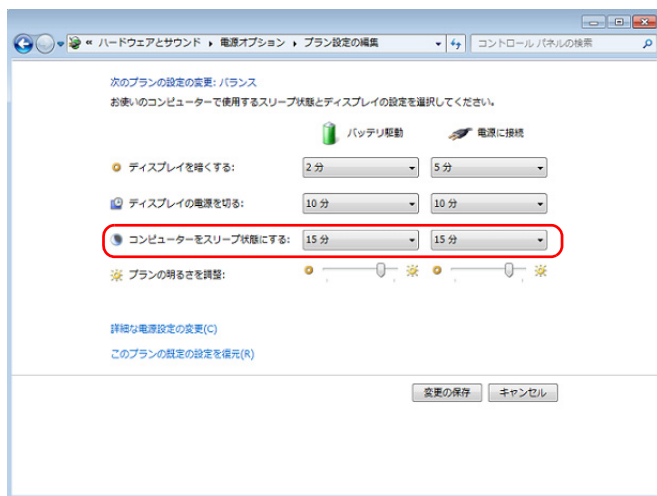 « ハードウェアとサウンド ▸ 電源オプション ▸ プラン設定の編集
コントロール パネルの検索
次のプランの設定の変更: バランス
お使いのコンピューターで使用するスリープ状態とディスプレイの設定を選択してください。
バッテリ駆動 電源に接続
ディスプレイを暗くする: 2 分 5 分
ディスプレイの電源を切る: 10 分 10 分
コンピューターをスリープ状態にする: 15 分 15 分
プランの明るさを調整:
詳細な電源設定の変更(C)
このプランの既定の設定を復元(R)
変更の保存 キャンセル